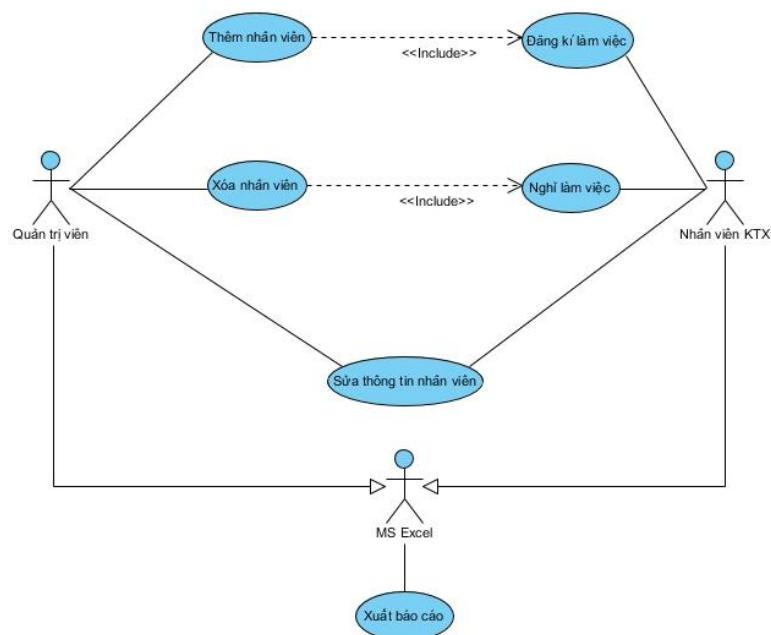 Thêm nhân viên
Đăng kí làm việc
<<Include>>
Xóa nhân viên
Nghỉ làm việc
<<Include>>
Quản trị viên
Nhân viên KTX
Sửa thông tin nhân viên
MS Excel
Xuất báo cáo